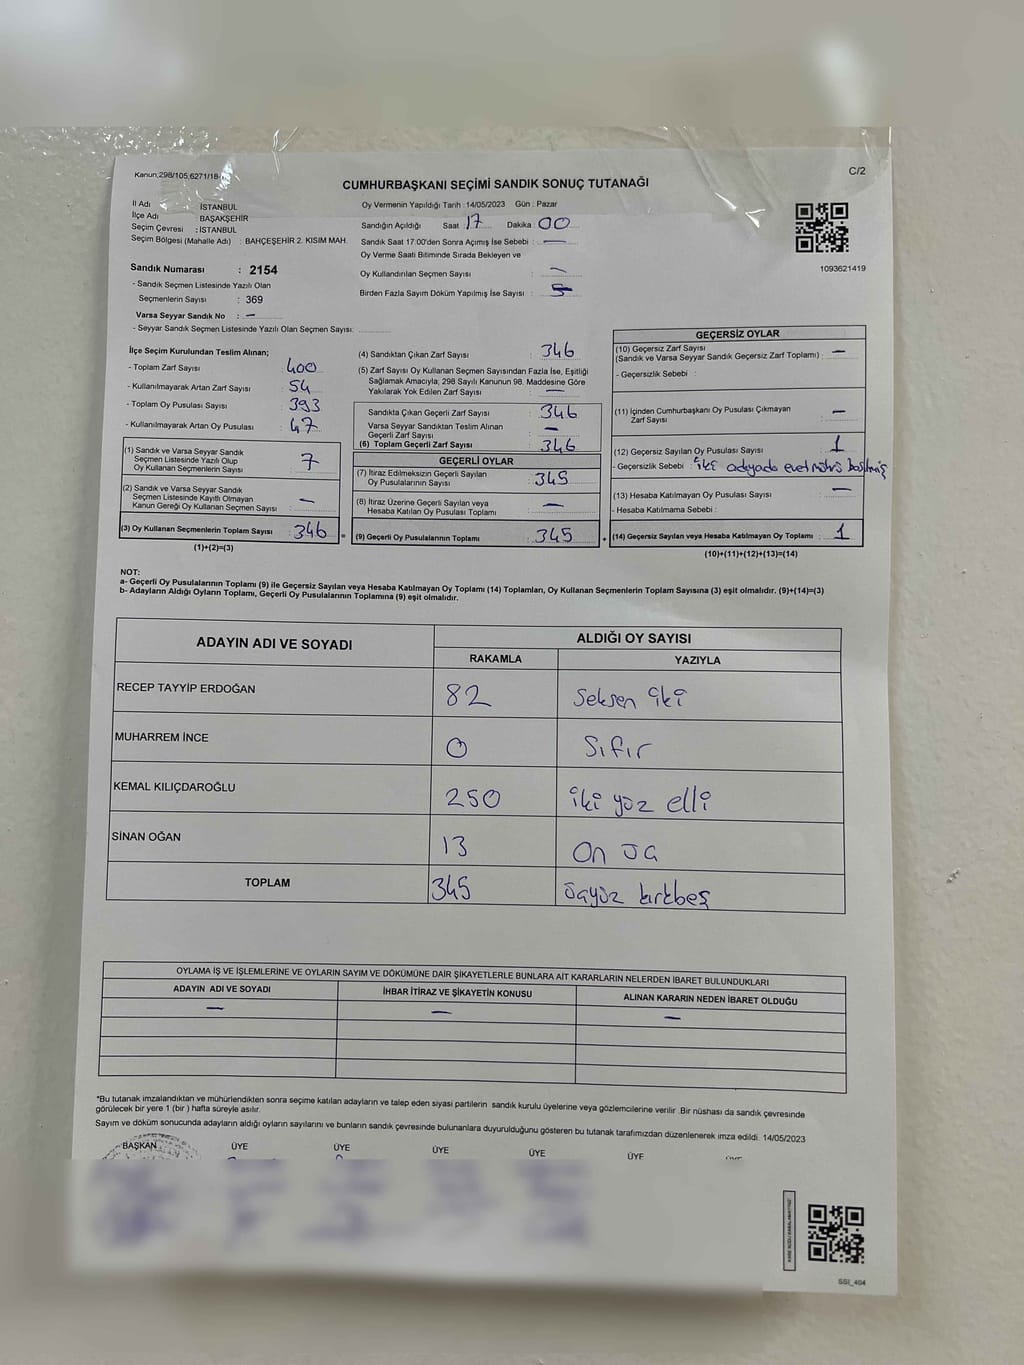 Kanun,298/105,6271/18
C/2
CUMHURBAŞKANI SEÇİMİ SANDIK SONUÇ TUTANAĞI
İl Adı İSTANBUL
İlçe Adı BAŞAKŞEHİR
Seçim Çevresi : İSTANBUL
Seçim Bölgesi (Mahalle Adı) : BAHÇEŞEHİR 2. KISIM MAH.
Sandık Numarası : 2154
- Sandık Seçmen Listesinde Yazılı Olan
Seçmenlerin Sayısı : 369
Varsa Seyyar Sandık No : —
- Seyyar Sandık Seçmen Listesinde Yazılı Olan Seçmen Sayısı:
Oy Vermenin Yapıldığı Tarih :14/05/2023 Gün : Pazar
Sandığın Açıldığı Saat : 17 Dakika : 00
Sandık Saat 17:00'den Sonra Açımış İse Sebebi : —
Oy Verme Saati Bitiminde Sırada Bekleyen ve
Oy Kullandırılan Seçmen Sayısı : —
Birden Fazla Sayım Döküm Yapılmış İse Sayısı :
1093621419
İlçe Seçim Kurulundan Teslim Alınan;
- Toplam Zarf Sayısı : 400
- Kullanılmayarak Artan Zarf Sayısı : 54
- Toplam Oy Pusulası Sayısı : 393
- Kullanılmayarak Artan Oy Pusulası : 47
(1) Sandık ve Varsa Seyyar Sandık
Seçmen Listesinde Yazılı Olup
Oy Kullanan Seçmenlerin Sayısı : 7
(2) Sandık ve Varsa Seyyar Sandık
Seçmen Listesinde Kayıtlı Olmayan
Kanun Gereği Oy Kullanan Seçmen Sayısı : —
(3) Oy Kullanan Seçmenlerin Toplam Sayısı : 346
(1)+(2)=(3)
(4) Sandıktan Çıkan Zarf Sayısı : 346
(5) Zarf Sayısı Oy Kullanan Seçmen Sayısından Fazla İse, Eşitliği
Sağlamak Amacıyla, 298 Sayılı Kanunun 98. Maddesine Göre
Yakılarak Yok Edilen Zarf Sayısı : —
Sandıkta Çıkan Geçerli Zarf Sayısı : 346
Varsa Seyyar Sandıktan Teslim Alınan
Geçerli Zarf Sayısı : —
(6) Toplam Geçerli Zarf Sayısı : 346
GEÇERLİ OYLAR
(7) İtiraz Edilmeksizin Geçerli Sayılan
Oy Pusulalarının Sayısı : 345
(8) İtiraz Üzerine Geçerli Sayılan veya
Hesaba Katılan Oy Pusulası Toplamı : —
= (9) Geçerli Oy Pusulalarının Toplamı : 345
GEÇERSİZ OYLAR
(10) Geçersiz Zarf Sayısı
(Sandık ve Varsa Seyyar Sandık Geçersiz Zarf Toplamı) : —
- Geçersizlik Sebebi :
(11) İçinden Cumhurbaşkanı Oy Pusulası Çıkmayan
Zarf Sayısı : —
(12) Geçersiz Sayılan Oy Pusulası Sayısı : 1
- Geçersizlik Sebebi : iki adyada evet mührü basılmış
(13) Hesaba Katılmayan Oy Pusulası Sayısı : —
- Hesaba Katılmama Sebebi :
+ (14) Geçersiz Sayılan veya Hesaba Katılmayan Oy Toplamı : 1
(10)+(11)+(12)+(13)=(14)
NOT:
a- Geçerli Oy Pusulalarının Toplamı (9) ile Geçersiz Sayılan veya Hesaba Katılmayan Oy Toplamı (14) Toplamları, Oy Kullanan Seçmenlerin Toplam Sayısına (3) eşit olmalıdır. (9)+(14)=(3)
b- Adayların Aldığı Oyların Toplamı, Geçerli Oy Pusulalarının Toplamına (9) eşit olmalıdır.
ADAYIN ADI VE SOYADI ALDIĞI OY SAYISI
RAKAMLA YAZIYLA
RECEP TAYYİP ERDOĞAN 82 Seksen iki
MUHARREM İNCE 0 Sıfır
KEMAL KILIÇDAROĞLU 250 iki yüz elli
SİNAN OĞAN 13 On üç
TOPLAM 345 üçyüz kırkbeş
OYLAMA İŞ VE İŞLEMLERİNE VE OYLARIN SAYIM VE DÖKÜMÜNE DAİR ŞİKAYETLERLE BUNLARA AİT KARARLARIN NELERDEN İBARET BULUNDUKLARI
ADAYIN ADI VE SOYADI İHBAR İTİRAZ VE ŞİKAYETİN KONUSU ALINAN KARARIN NEDEN İBARET OLDUĞU
— — —
*Bu tutanak imzalandıktan ve mühürlendikten sonra seçime katılan adayların ve talep eden siyasi partilerin sandık kurulu üyelerine veya gözlemcilerine verilir .Bir nüshası da sandık çevresinde
görülecek bir yere 1 (bir ) hafta süreyle asılır.
Sayım ve döküm sonucunda adayların aldığı oyların sayılarını ve bunların sandık çevresinde bulunanlara duyurulduğunu gösteren bu tutanak tarafımızdan düzenlenerek imza edildi. 14/05/2023
BAŞKAN ÜYE ÜYE ÜYE ÜYE ÜYE
SSI_404